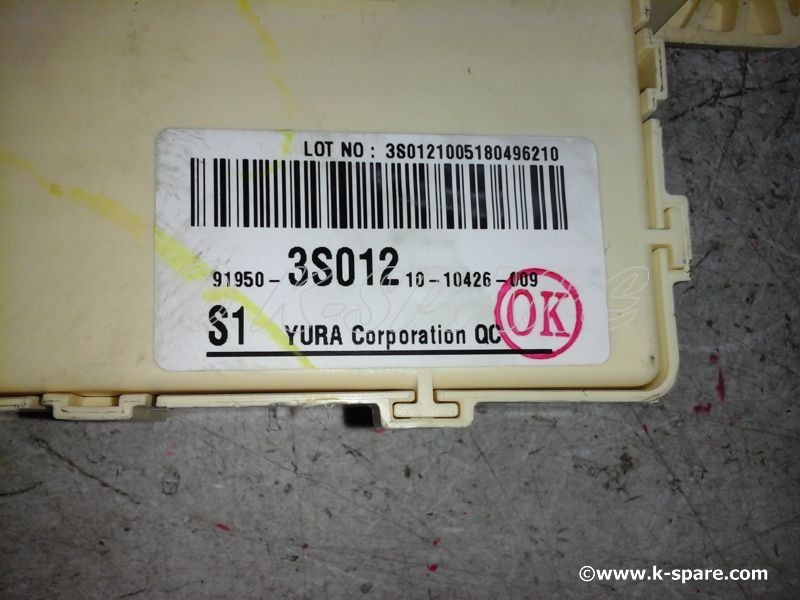 LOT NO : 3S0121005180496210
91950- 3S012 10-10426-009
S1 YURA Corporation QC
OK
©www.k-spare.com